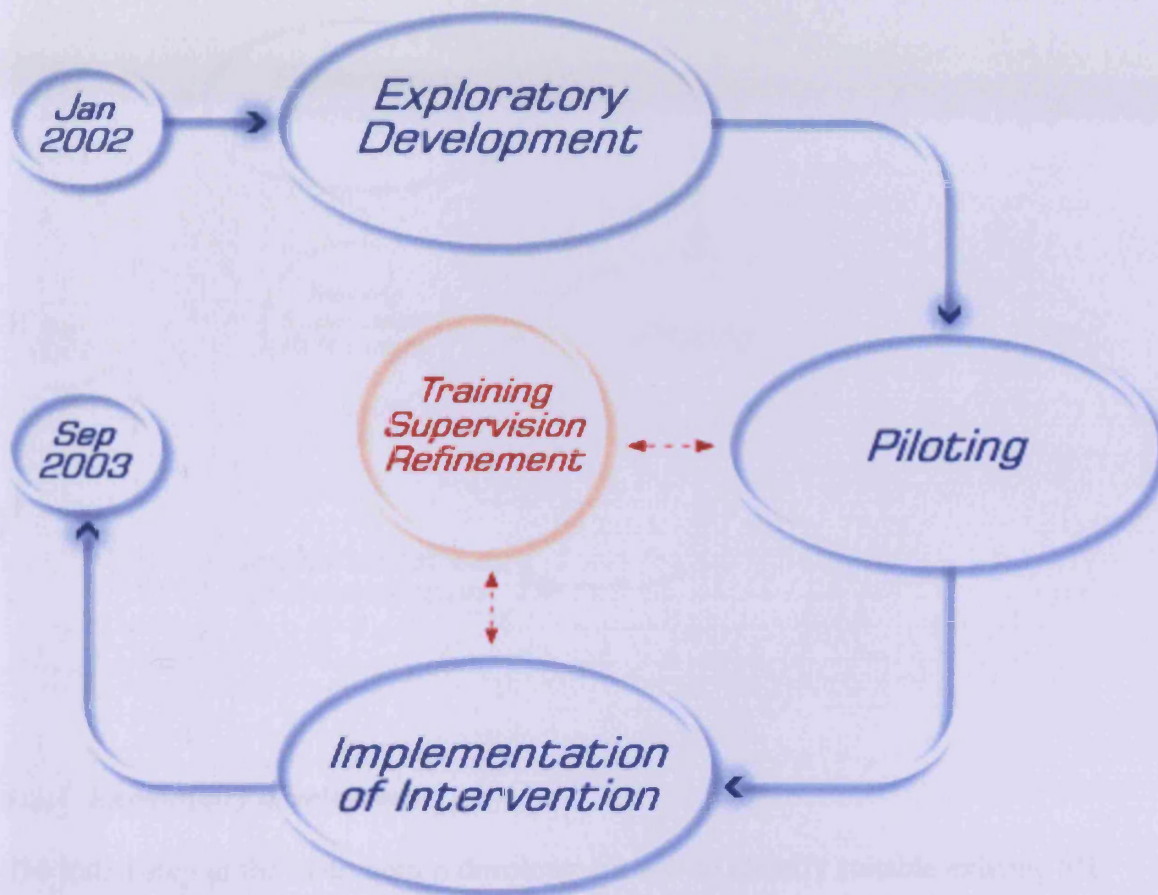 Jan
2002
Exploratory
Development
Training
Supervision
Refinement
Piloting
Sep
2003
Implementation
of Intervention